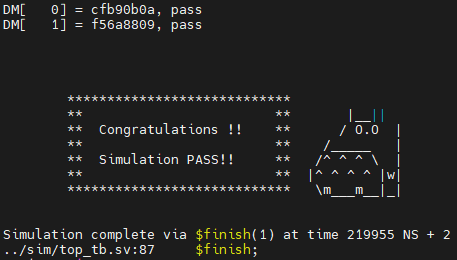 DM[   0] = cfb90b0a, pass
DM[   1] = f56a8809, pass
****************************
**                        **       |__||
**  Congratulations !!    **      / O.O  |
**                        **    /_____   |
**  Simulation PASS!!     **   /^ ^ ^ \  |
**                        **  |^ ^ ^ ^ |w|
****************************   \m___m__|_|
Simulation complete via $finish(1) at time 219955 NS + 2
../sim/top_tb.sv:87     $finish;